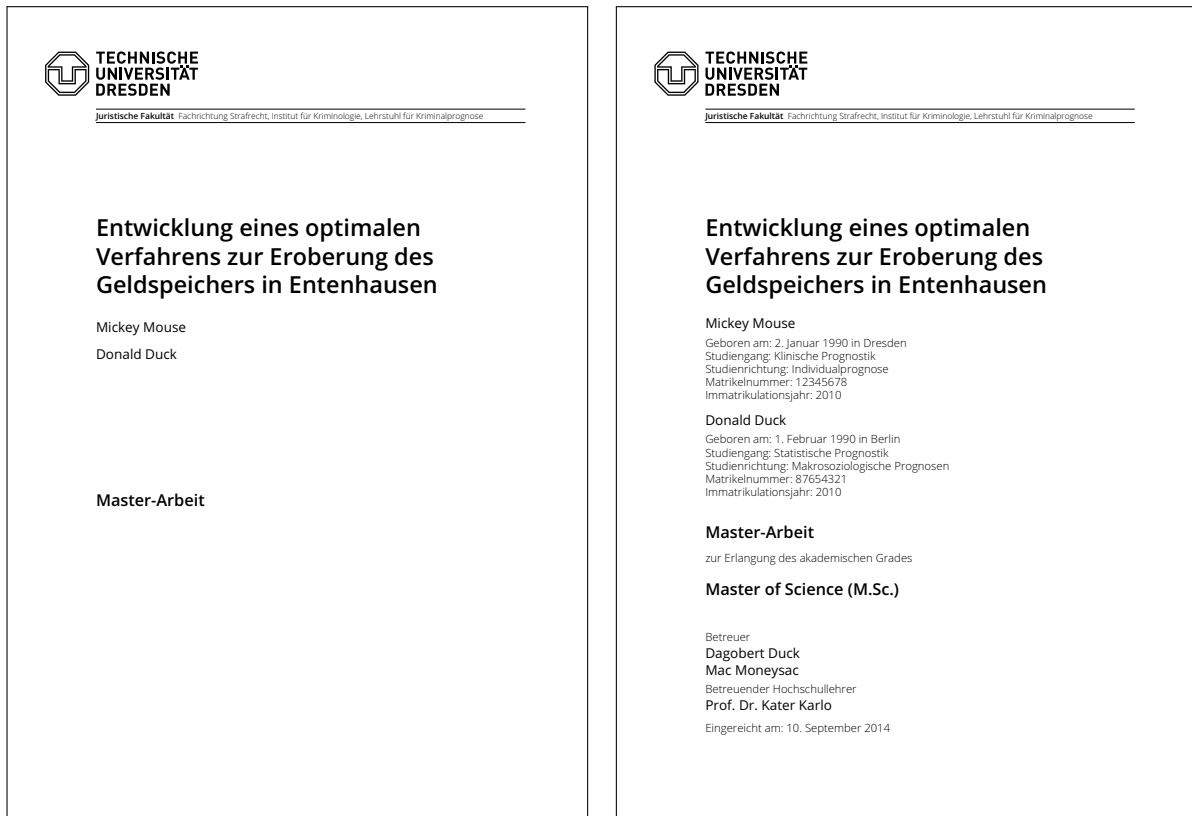 TECHNISCHE
UNIVERSITÄT
DRESDEN
Juristische Fakultät Fachrichtung Strafrecht, Institut für Kriminologie, Lehrstuhl für Kriminalprognose
Entwicklung eines optimalen
Verfahrens zur Eroberung des
Geldspeichers in Entenhausen
Mickey Mouse
Donald Duck
Master-Arbeit
TECHNISCHE
UNIVERSITÄT
DRESDEN
Juristische Fakultät Fachrichtung Strafrecht, Institut für Kriminologie, Lehrstuhl für Kriminalprognose
Entwicklung eines optimalen
Verfahrens zur Eroberung des
Geldspeichers in Entenhausen
Mickey Mouse
Geboren am: 2. Januar 1990 in Dresden
Studiengang: Klinische Prognostik
Studienrichtung: Individualprognose
Matrikelnummer: 12345678
Immatrikulationsjahr: 2010
Donald Duck
Geboren am: 1. Februar 1990 in Berlin
Studiengang: Statistische Prognostik
Studienrichtung: Makrosoziologische Prognosen
Matrikelnummer: 87654321
Immatrikulationsjahr: 2010
Master-Arbeit
zur Erlangung des akademischen Grades
Master of Science (M.Sc.)
Betreuer
Dagobert Duck
Mac Moneysac
Betreuender Hochschullehrer
Prof. Dr. Kater Karlo
Eingereicht am: 10. September 2014